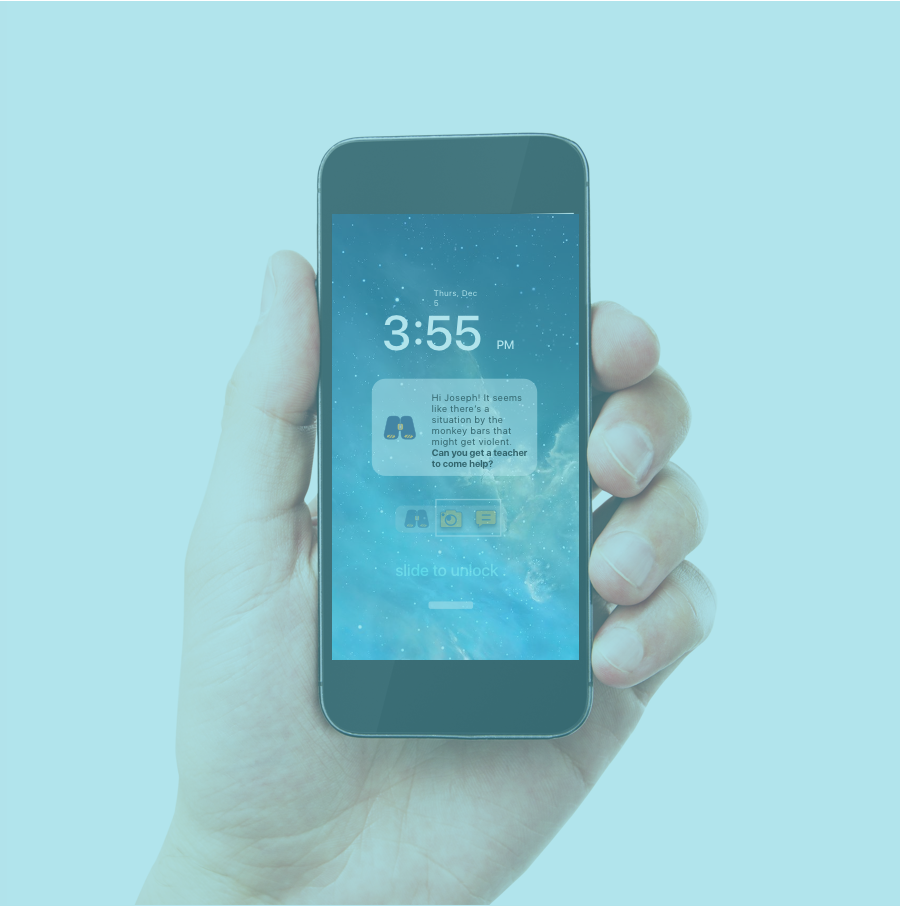 Thurs, Dec
5
3:55 PM
Hi Joseph! It seems
like there's a
situation by the
monkey bars that
might get violent.
Can you get a teacher
to come help?
slide to unlock .